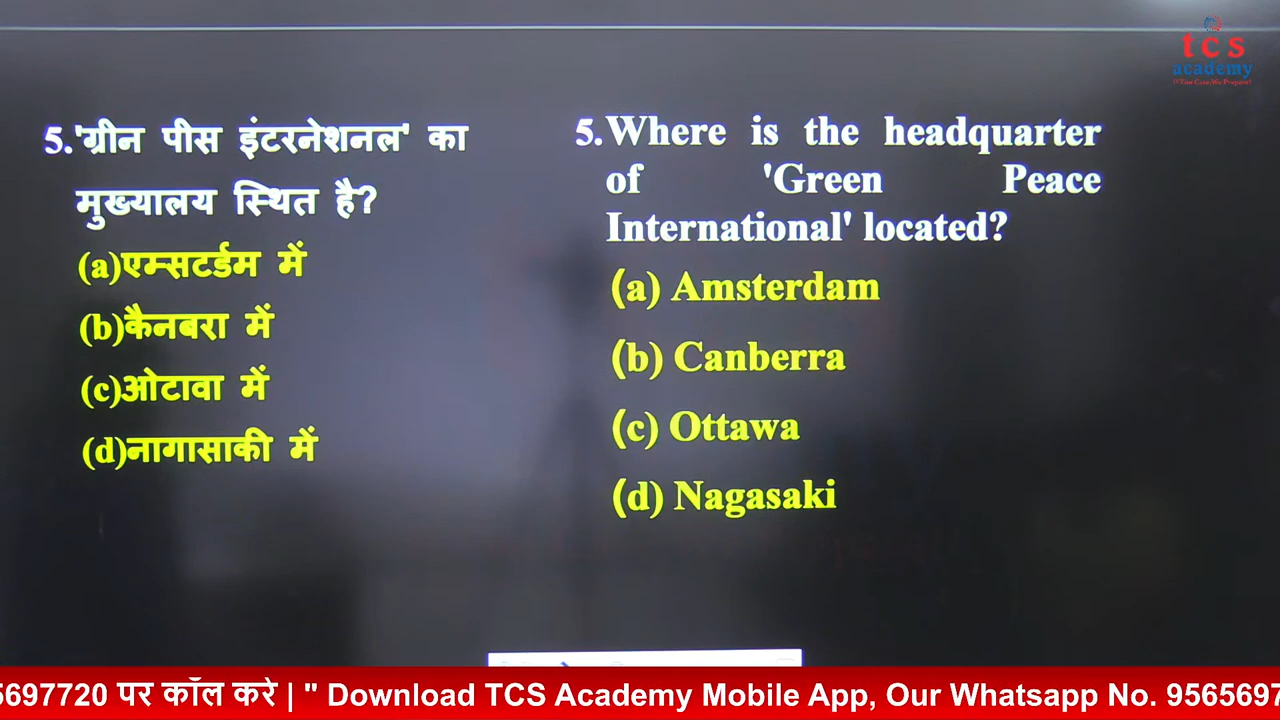 tcs
academy
5.'ग्रीन पीस इंटरनेशनल' का
मुख्यालय स्थित है?
(a)एम्सटर्डम में
(b)कैनबरा में
(c)ओटावा में
(d)नागासाकी में
5.Where is the headquarter
of 'Green Peace
International' located?
(a) Amsterdam
(b) Canberra
(c) Ottawa
(d) Nagasaki
5697720 पर कॉल करे | " Download TCS Academy Mobile App, Our Whatsapp No. 9565697